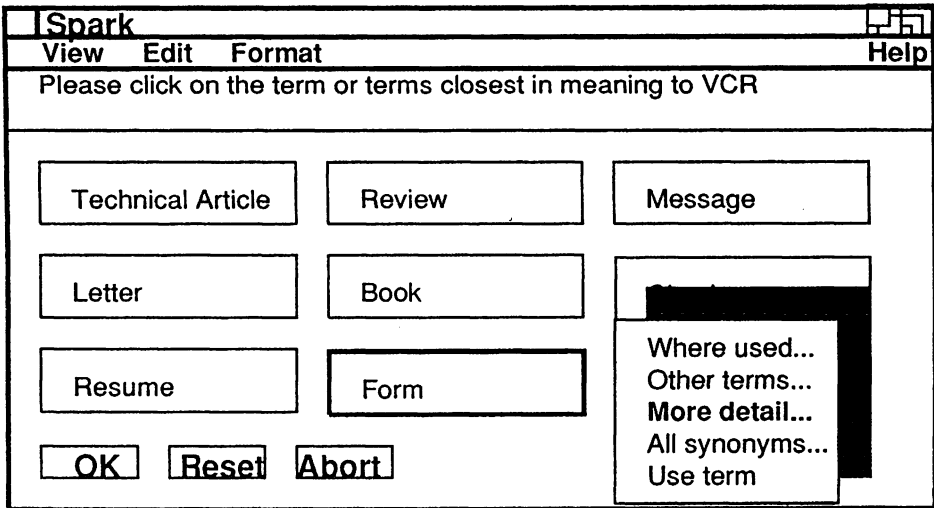 Spark
View Edit Format Help
Please click on the term or terms closest in meaning to VCR
Technical Article Review Message
Letter Book
Resume Form
Where used...
Other terms...
More detail...
All synonyms...
Use term
OK Reset Abort